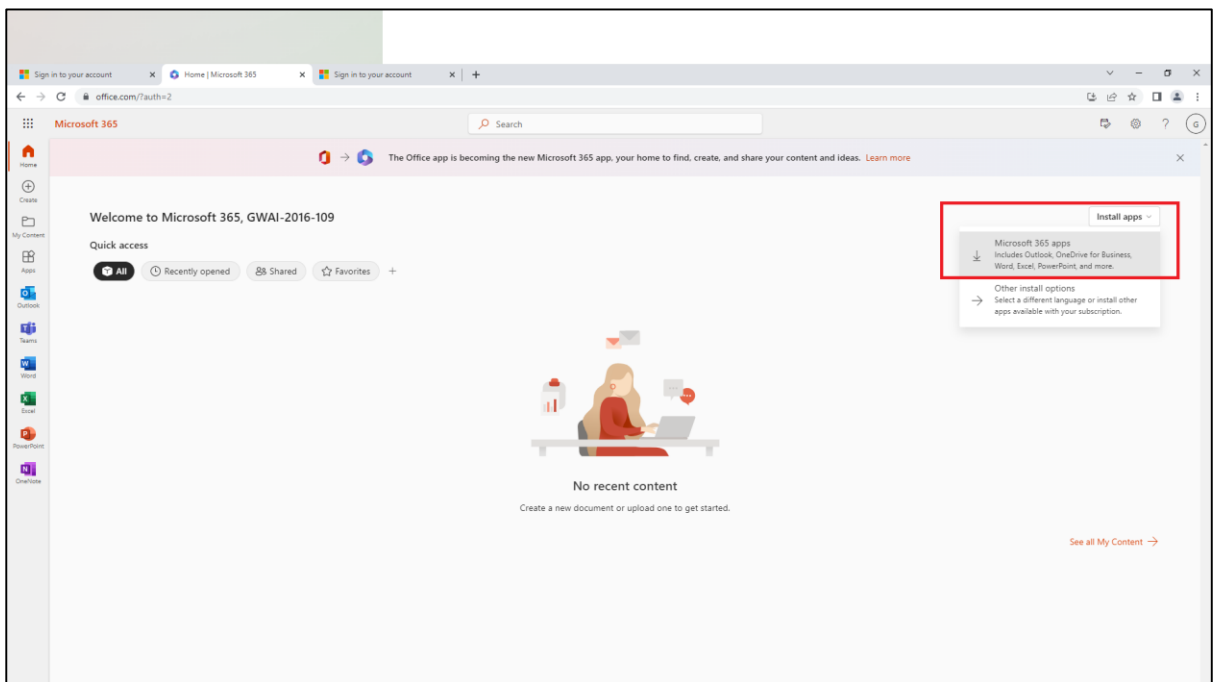 Sign in to your account
Home | Microsoft 365
Sign in to your account
office.com/?auth=2
Microsoft 365
Search
G
Home
The Office app is becoming the new Microsoft 365 app, your home to find, create, and share your content and ideas. Learn more
Create
My Content
Apps
Outlook
Teams
Word
Excel
PowerPoint
OneNote
Welcome to Microsoft 365, GWAI-2016-109
Install apps
Quick access
All
Recently opened
Shared
Favorites
Microsoft 365 apps
Includes Outlook, OneDrive for Business,
Word, Excel, PowerPoint, and more.
Other install options
Select a different language or install other
apps available with your subscription.
No recent content
Create a new document or upload one to get started.
See all My Content